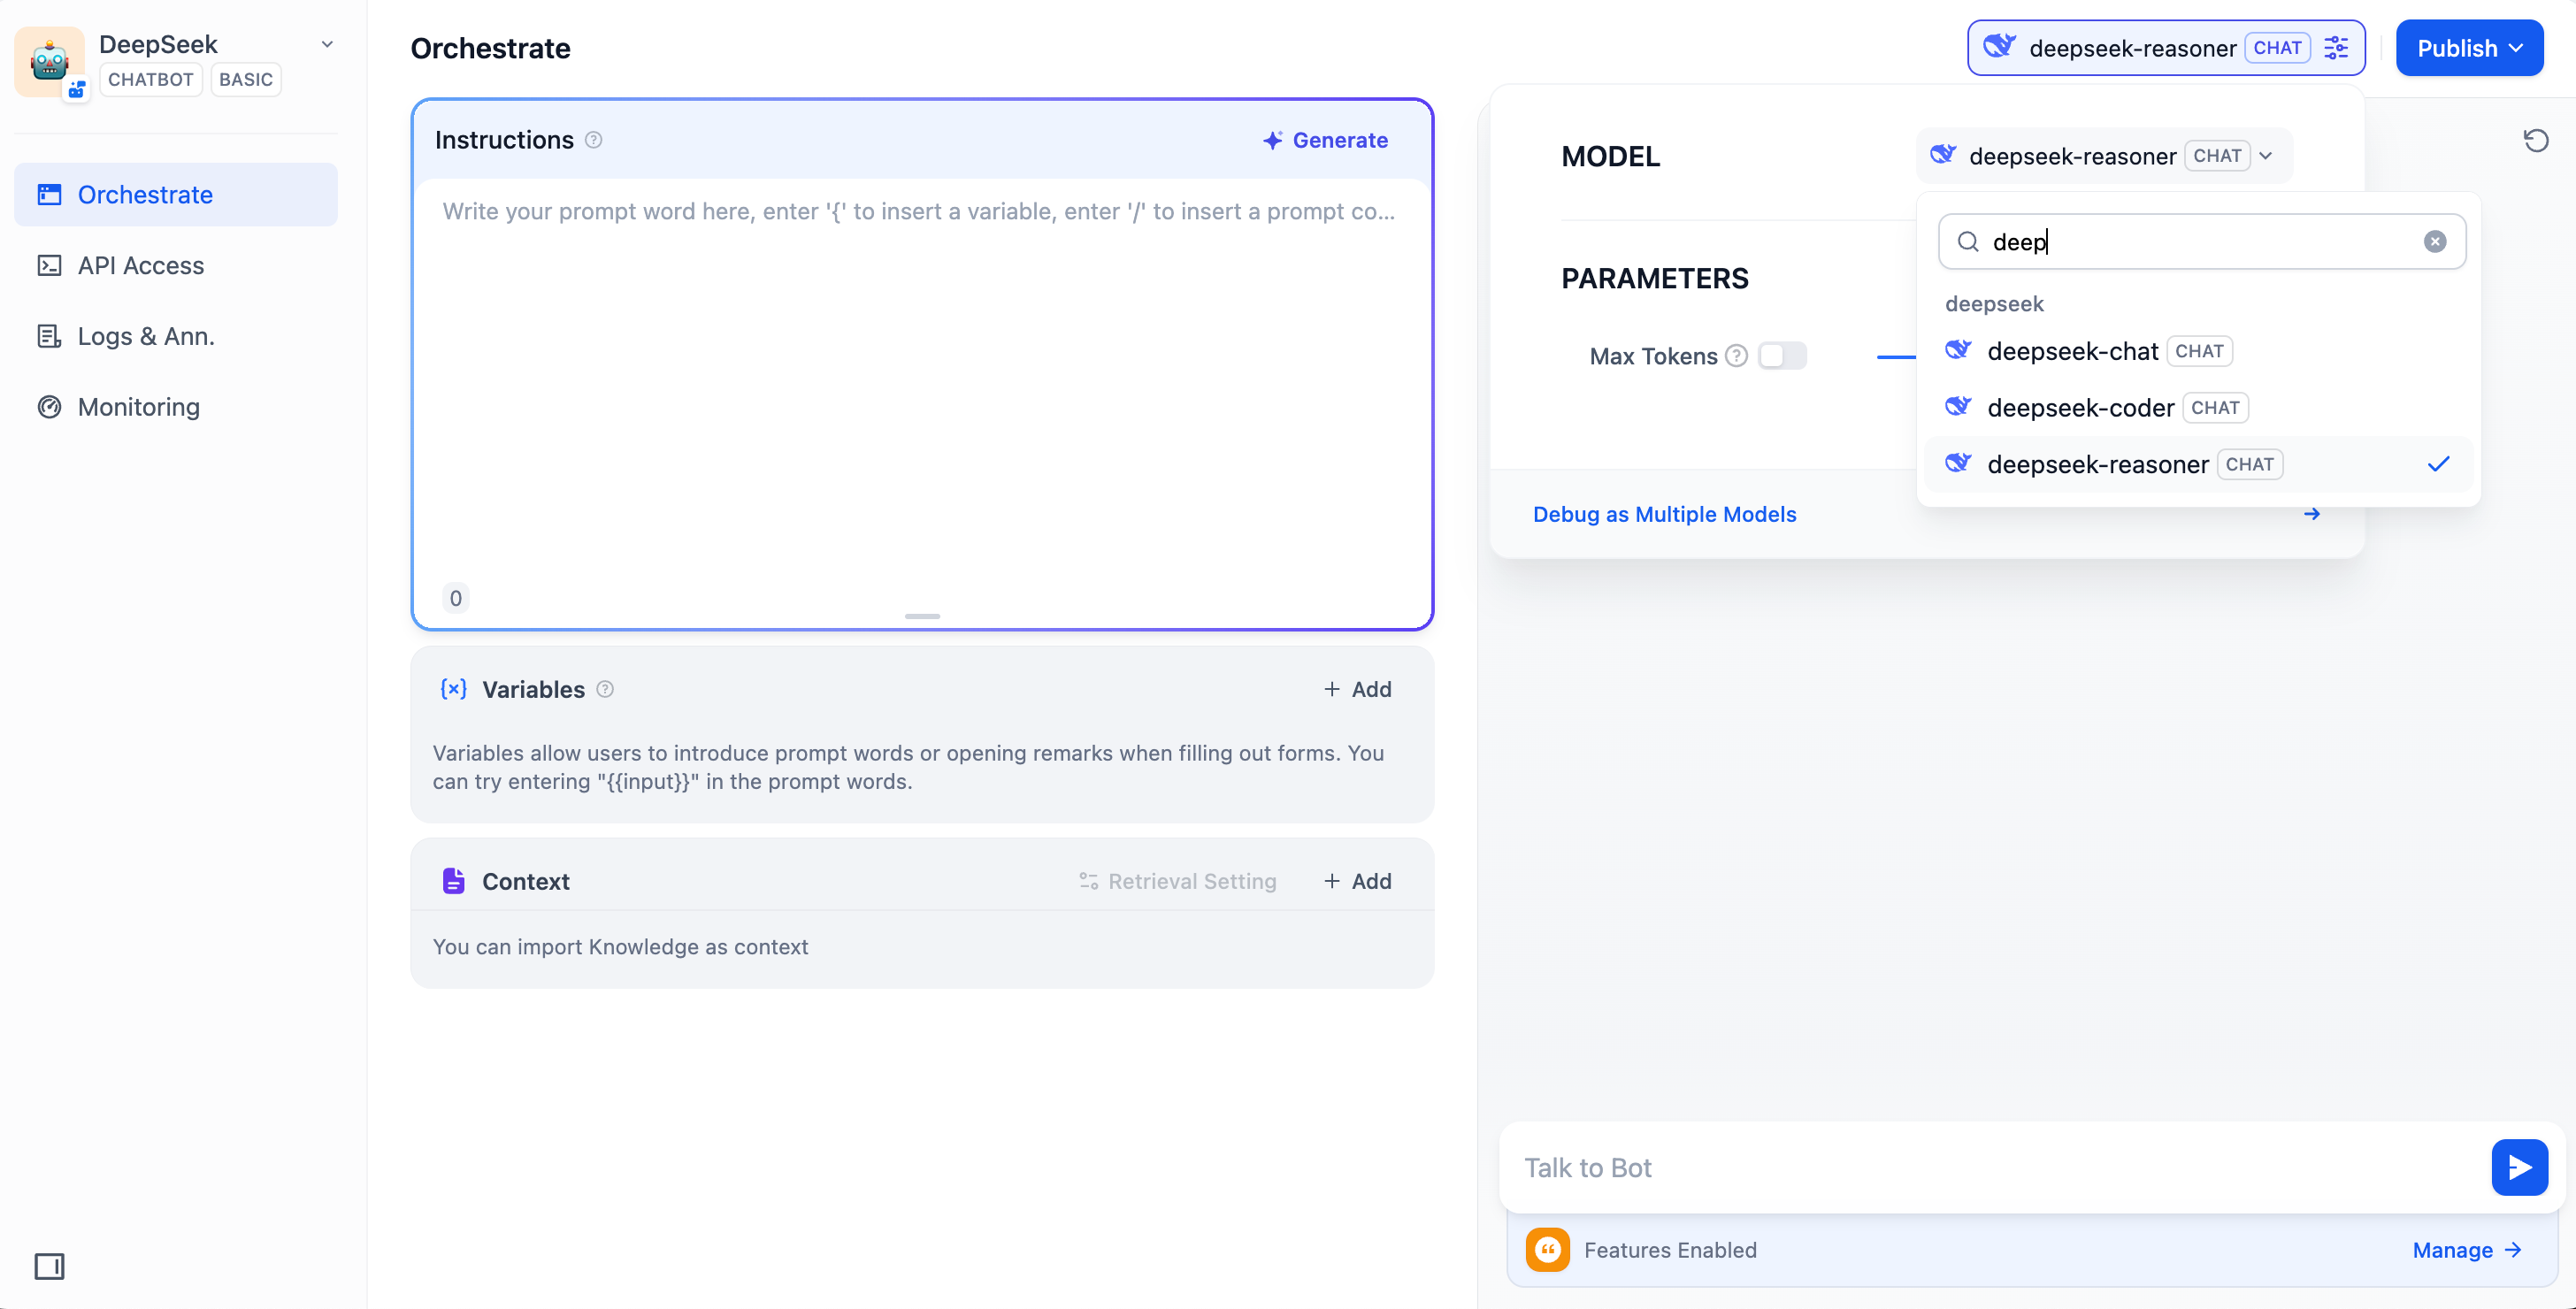 DeepSeek
CHATBOT BASIC
Orchestrate
API Access
Logs & Ann.
Monitoring
Orchestrate
deepseek-reasoner CHAT
Publish
Instructions
Generate
Write your prompt word here, enter '{' to insert a variable, enter '/' to insert a prompt co...
0
Variables
+ Add
Variables allow users to introduce prompt words or opening remarks when filling out forms. You
can try entering "{{input}}" in the prompt words.
Context
Retrieval Setting
+ Add
You can import Knowledge as context
MODEL
deepseek-reasoner CHAT
PARAMETERS
Max Tokens
deep
deepseek
deepseek-chat CHAT
deepseek-coder CHAT
deepseek-reasoner CHAT
Debug as Multiple Models
Talk to Bot
Features Enabled
Manage